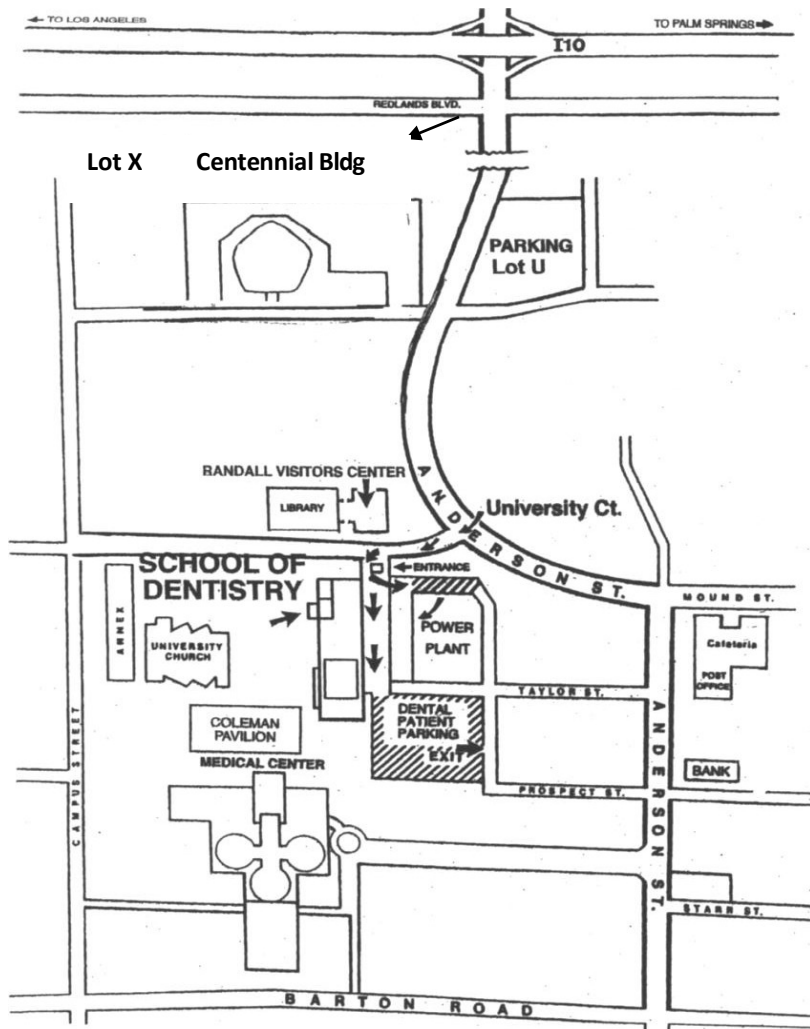 TO LOS ANGELES
TO PALM SPRINGS
I10
REDLANDS BLVD.
Lot X Centennial Bldg
PARKING
Lot U
RANDALL VISITORS CENTER
LIBRARY
University Ct.
ANDERSON ST.
ENTRANCE
SCHOOL OF
DENTISTRY
MOUND ST.
ANNEX
UNIVERSITY
CHURCH
POWER
PLANT
Cafeteria
POST
OFFICE
TAYLOR ST.
DENTAL
PATIENT
PARKING
EXIT
COLEMAN
PAVILION
MEDICAL CENTER
BANK
PROSPECT ST.
CAMPUS STREET
ANDERSON ST.
STARR ST.
BARTON ROAD